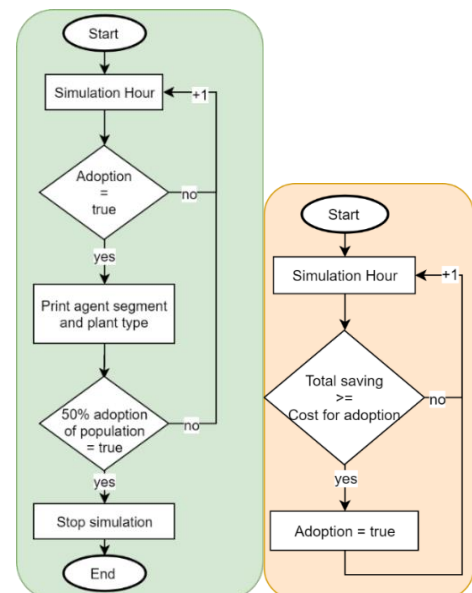 Start
Simulation Hour
+1
Adoption
=
true
no
yes
Print agent segment
and plant type
50% adoption
of population
= true
no
yes
Stop simulation
End
Start
Simulation Hour
+1
Total saving
>=
Cost for adoption
no
yes
Adoption = true